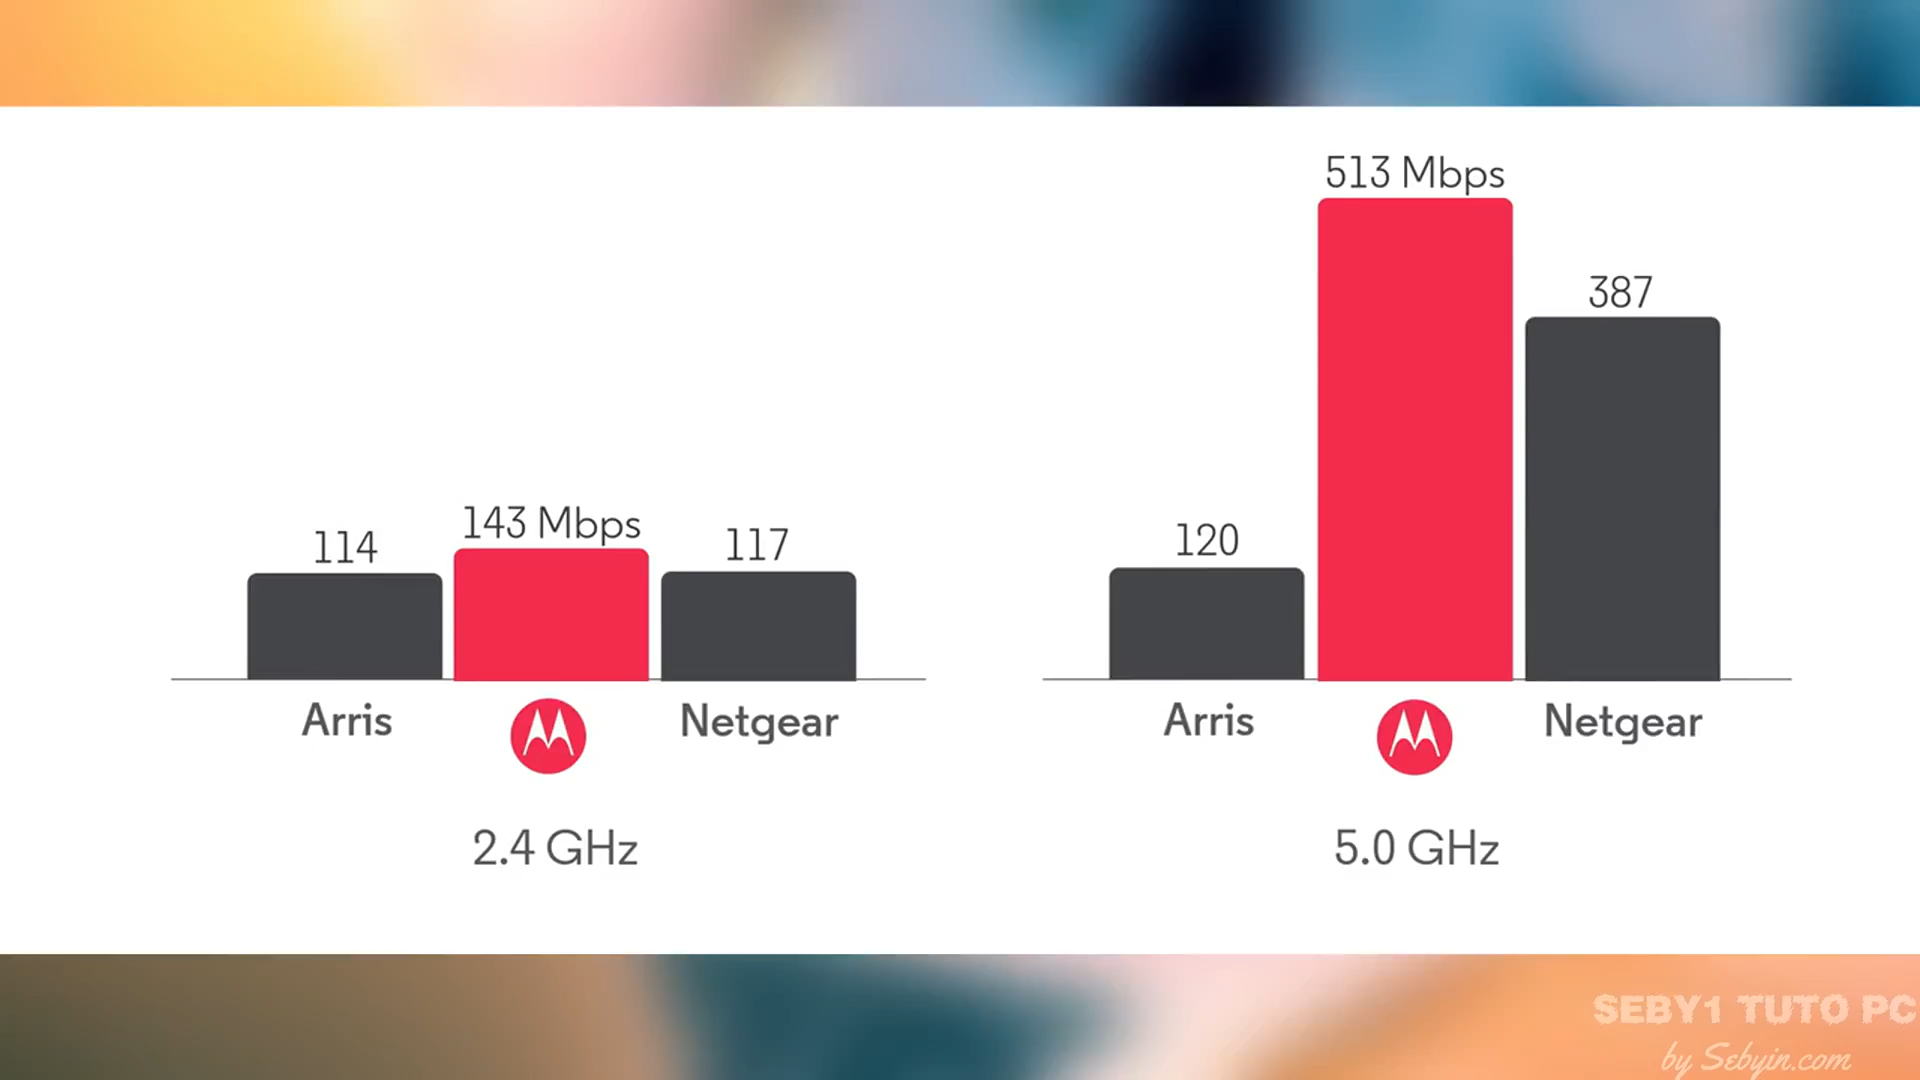 114
143 Mbps
117
Arris
Netgear
2.4 GHz
513 Mbps
120
387
Arris
Netgear
5.0 GHz
SEBY1 TUTO PC
by Sebyin.com